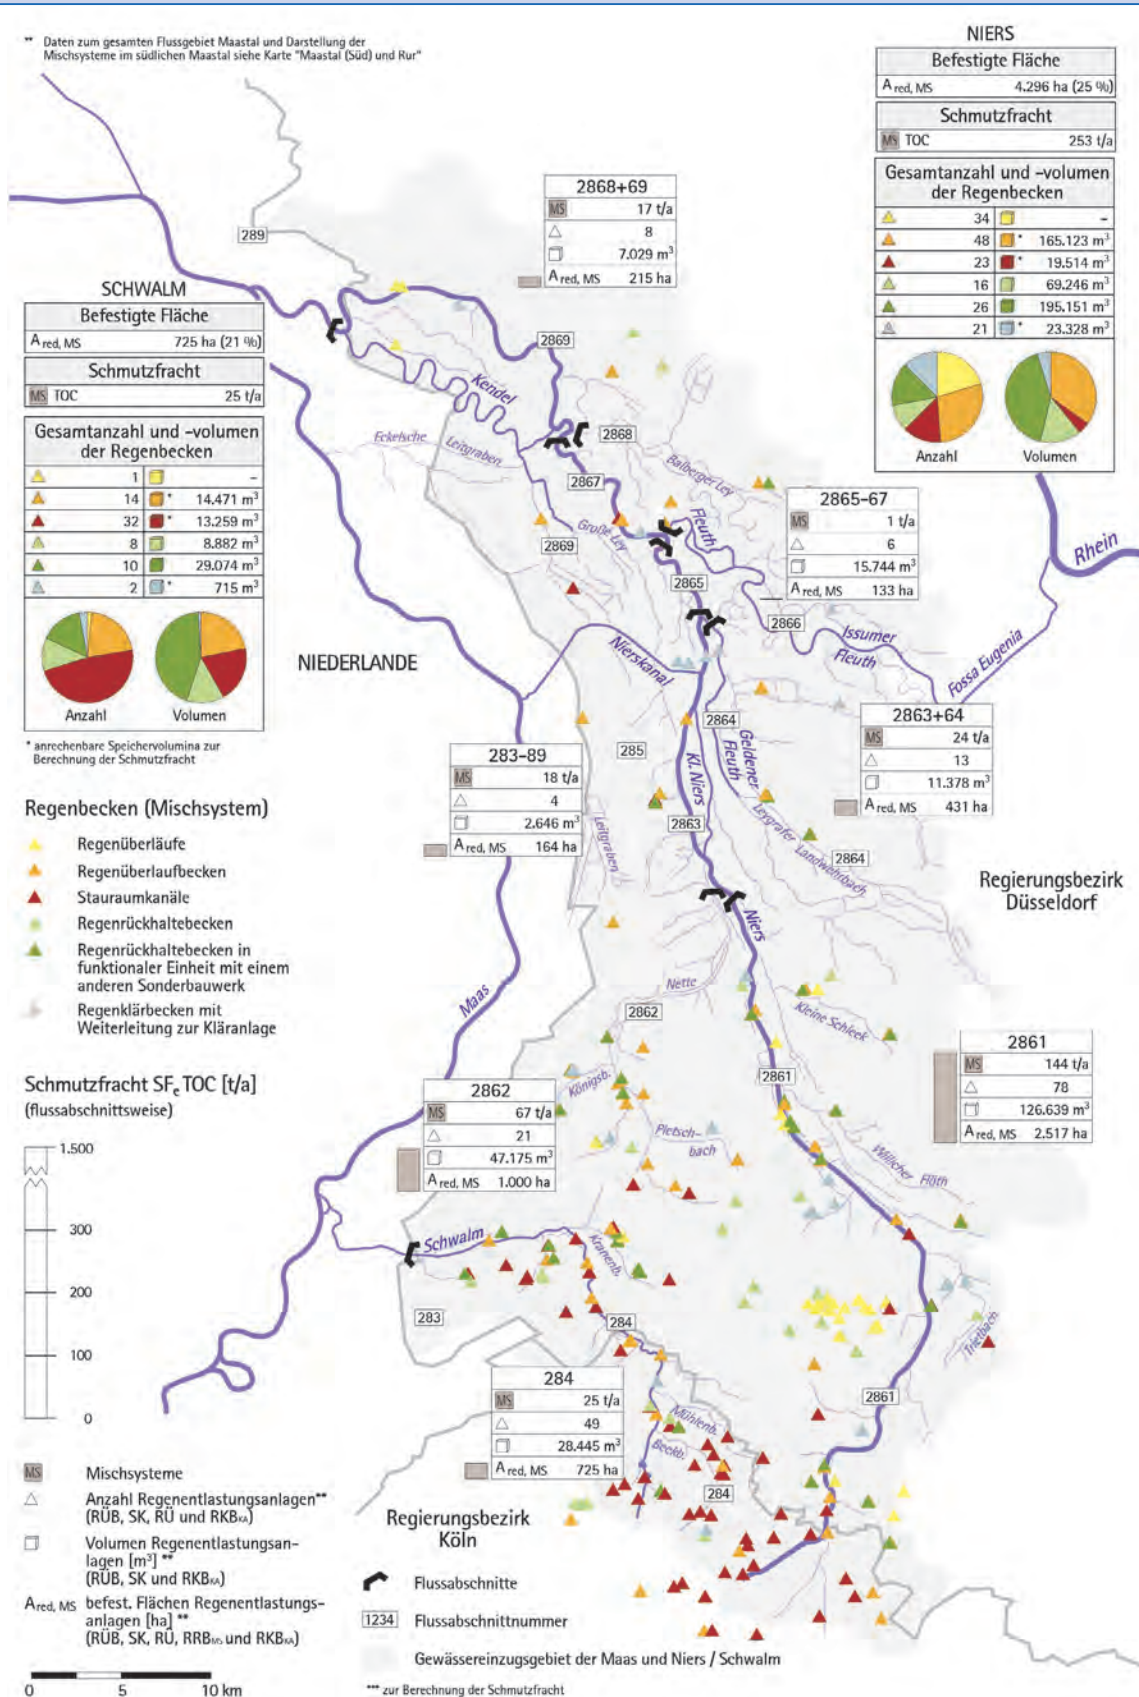 ** Daten zum gesamten Flussgebiet Maastal und Darstellung der
Mischsysteme im südlichen Maastal siehe Karte "Maastal (Süd) und Rur"
NIERS
Befestigte Fläche
A red, MS 4.296 ha (25 %)
Schmutzfracht
MS TOC 253 t/a
Gesamtanzahl und -volumen
der Regenbecken
34 –
48 * 165.123 m³
23 * 19.514 m³
16 69.246 m³
26 195.151 m³
21 * 23.328 m³
Anzahl Volumen
SCHWALM
Befestigte Fläche
A red, MS 725 ha (21 %)
Schmutzfracht
MS TOC 25 t/a
Gesamtanzahl und -volumen
der Regenbecken
1 –
14 * 14.471 m³
32 * 13.259 m³
8 8.882 m³
10 29.074 m³
2 * 715 m³
Anzahl Volumen
* anrechenbare Speichervolumina zur
Berechnung der Schmutzfracht
2868+69
MS 17 t/a
8
7.029 m³
A red, MS 215 ha
289
2869
Kendel
2868
Eckelsche
Leitgraben
2867
Balberger Ley
Fleuth
Große Ley
2869
2865-67
MS 1 t/a
6
15.744 m³
A red, MS 133 ha
Rhein
2865
2866
Issumer
Fleuth
Fossa Eugenia
Nierskanal
NIEDERLANDE
2863+64
MS 24 t/a
13
11.378 m³
A red, MS 431 ha
2864
Geldener
Fleuth
Kl. Niers
285
283-89
MS 18 t/a
4
2.646 m³
A red, MS 164 ha
2863
Leitgraben
Leygrafer
Landwehrbach
2864
Regierungsbezirk
Düsseldorf
Niers
Maas
Nette
2862
Kleine Schleek
2861
MS 144 t/a
78
126.639 m³
A red, MS 2.517 ha
Königsb.
2861
2862
MS 67 t/a
21
47.175 m³
A red, MS 1.000 ha
Pletsch-
bach
Willicher
Flöth
Schwalm
Kranenb.
283
284
Trietbach
2861
284
MS 25 t/a
49
28.445 m³
A red, MS 725 ha
Mühlenb.
Beekb.
284
Regierungsbezirk
Köln
Regenbecken (Mischsystem)
Regenüberläufe
Regenüberlaufbecken
Stauraumkanäle
Regenrückhaltebecken
Regenrückhaltebecken in
funktionaler Einheit mit einem
anderen Sonderbauwerk
Regenklärbecken mit
Weiterleitung zur Kläranlage
Schmutzfracht SFe TOC [t/a]
(flussabschnittsweise)
1.500
300
200
100
0
MS Mischsysteme
Anzahl Regenentlastungsanlagen**
(RÜB, SK, RÜ und RKBKA)
Volumen Regenentlastungsan-
lagen [m³] **
(RÜB, SK und RKBKA)
A red, MS befest. Flächen Regenentlastungs-
anlagen [ha] **
(RÜB, SK, RÜ, RRBMS und RKBKA)
0 5 10 km
Flussabschnitte
1234 Flussabschnittnummer
Gewässereinzugsgebiet der Maas und Niers / Schwalm
*** zur Berechnung der Schmutzfracht